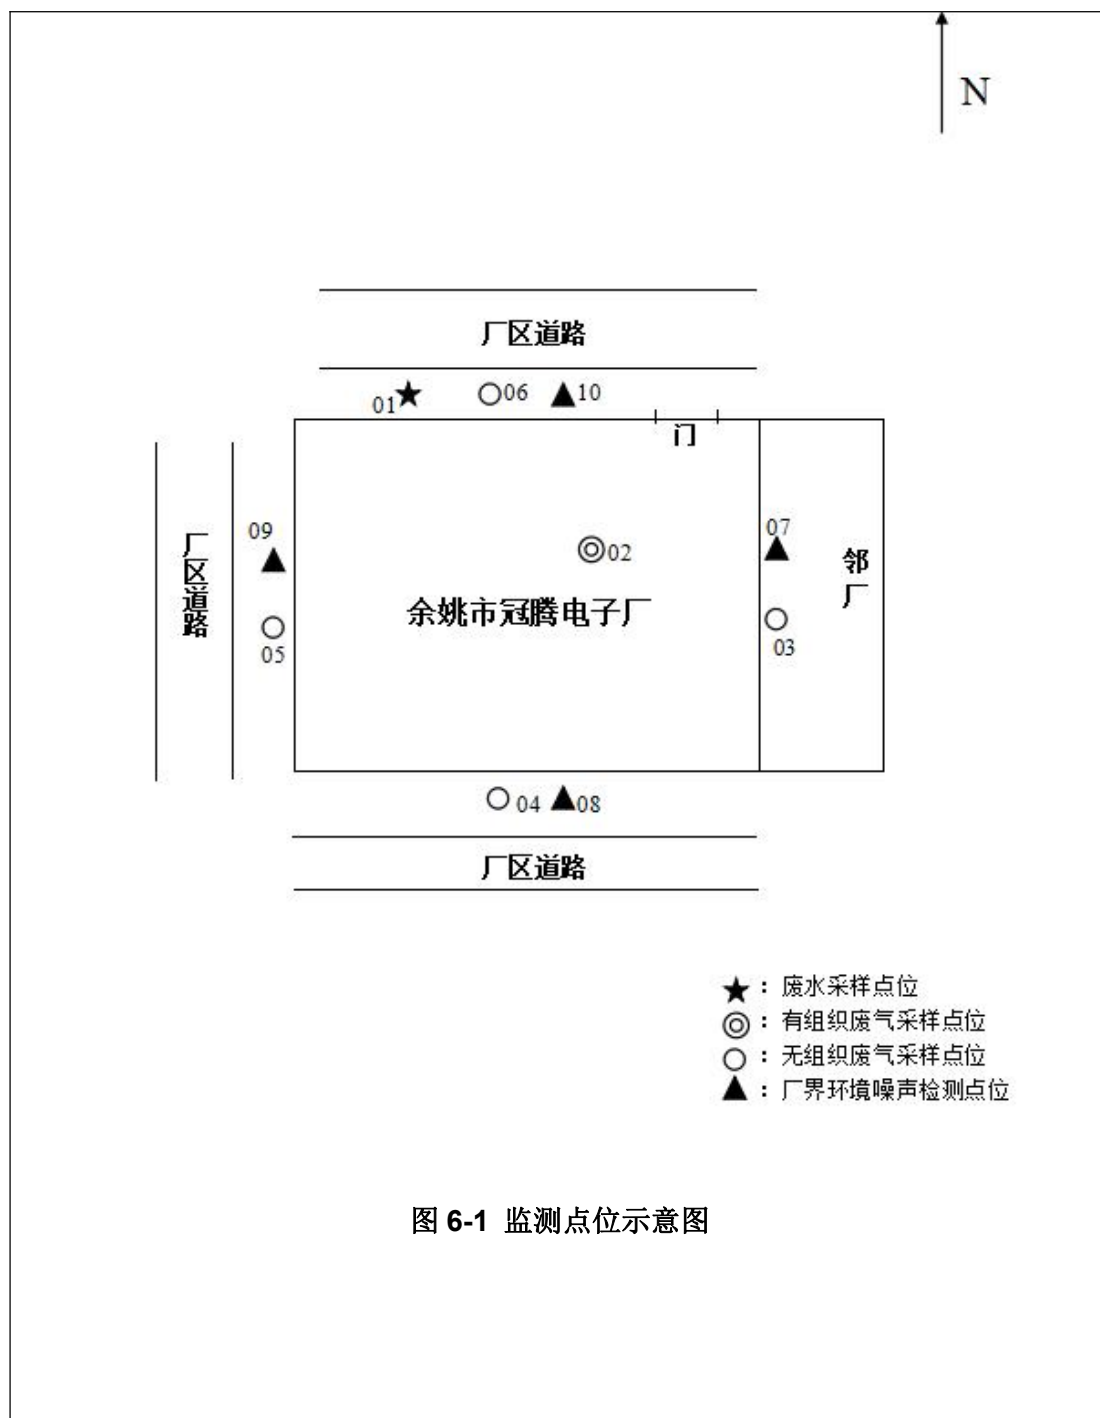 N
厂区道路
01★ ○06 ▲10
门
09
07
厂区道路
◎02
邻厂
余姚市冠腾电子厂
05
03
○04 ▲08
厂区道路
★：废水采样点位
◎：有组织废气采样点位
○：无组织废气采样点位
▲：厂界环境噪声检测点位
图 6-1 监测点位示意图